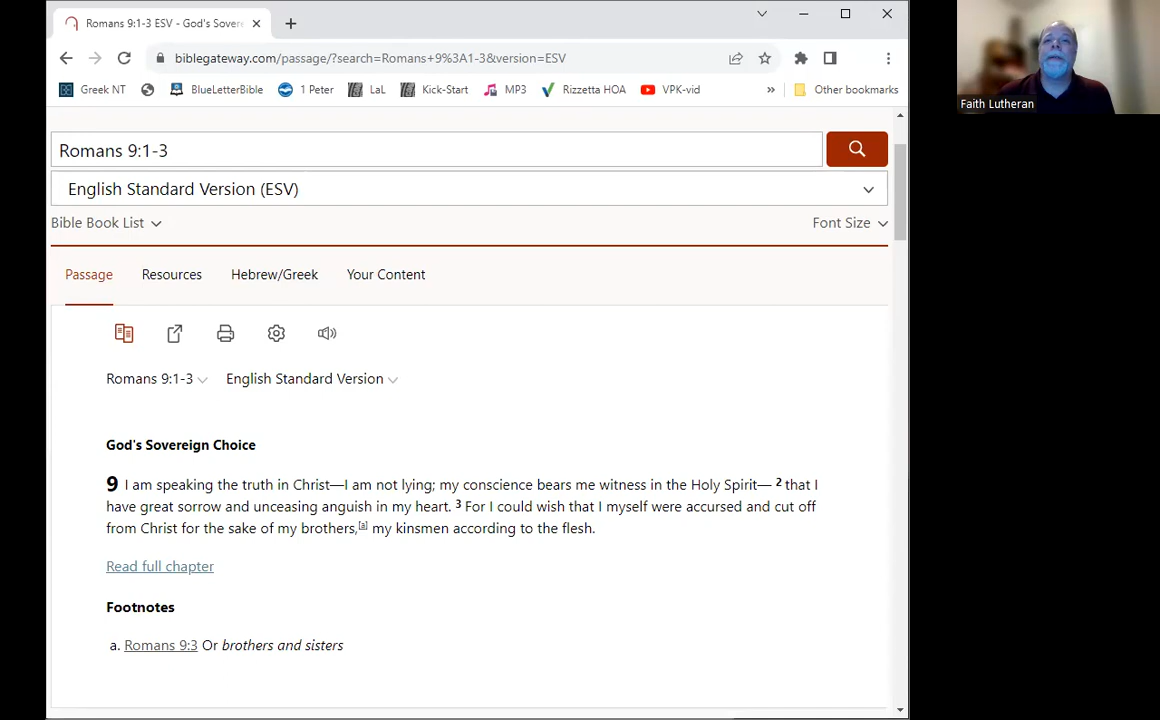 Romans 9:1-3 ESV - God's Sover
biblegateway.com/passage/?search=Romans+9%3A1-3&version=ESV
Greek NT BlueLetterBible 1 Peter LaL Kick-Start MP3 Rizzetta HOA VPK-vid » Other bookmarks
Faith Lutheran
Romans 9:1-3
English Standard Version (ESV)
Bible Book List Font Size
Passage Resources Hebrew/Greek Your Content
Romans 9:1-3 English Standard Version
God's Sovereign Choice
9 I am speaking the truth in Christ—I am not lying; my conscience bears me witness in the Holy Spirit— 2 that I
have great sorrow and unceasing anguish in my heart. 3 For I could wish that I myself were accursed and cut off
from Christ for the sake of my brothers,[a] my kinsmen according to the flesh.
Read full chapter
Footnotes
a. Romans 9:3 Or brothers and sisters